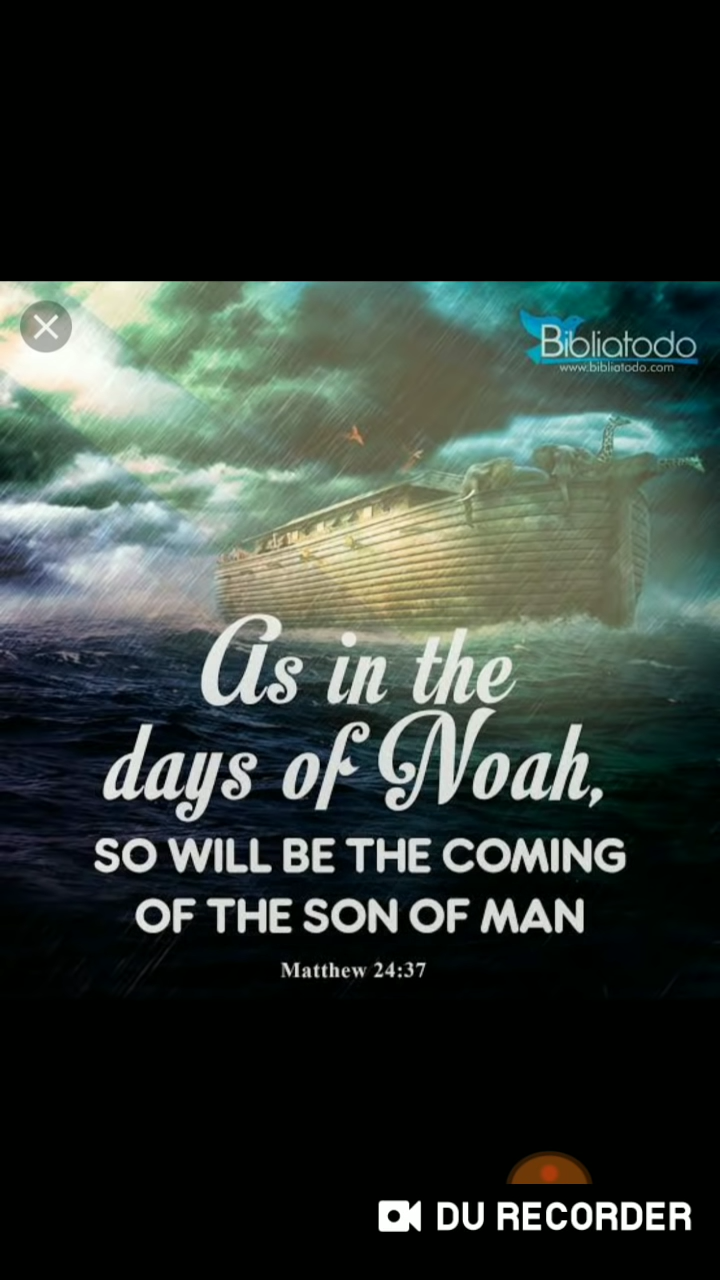 Bibliatodo
www.bibliatodo.com
As in the
days of Noah,
SO WILL BE THE COMING
OF THE SON OF MAN
Matthew 24:37
DU RECORDER